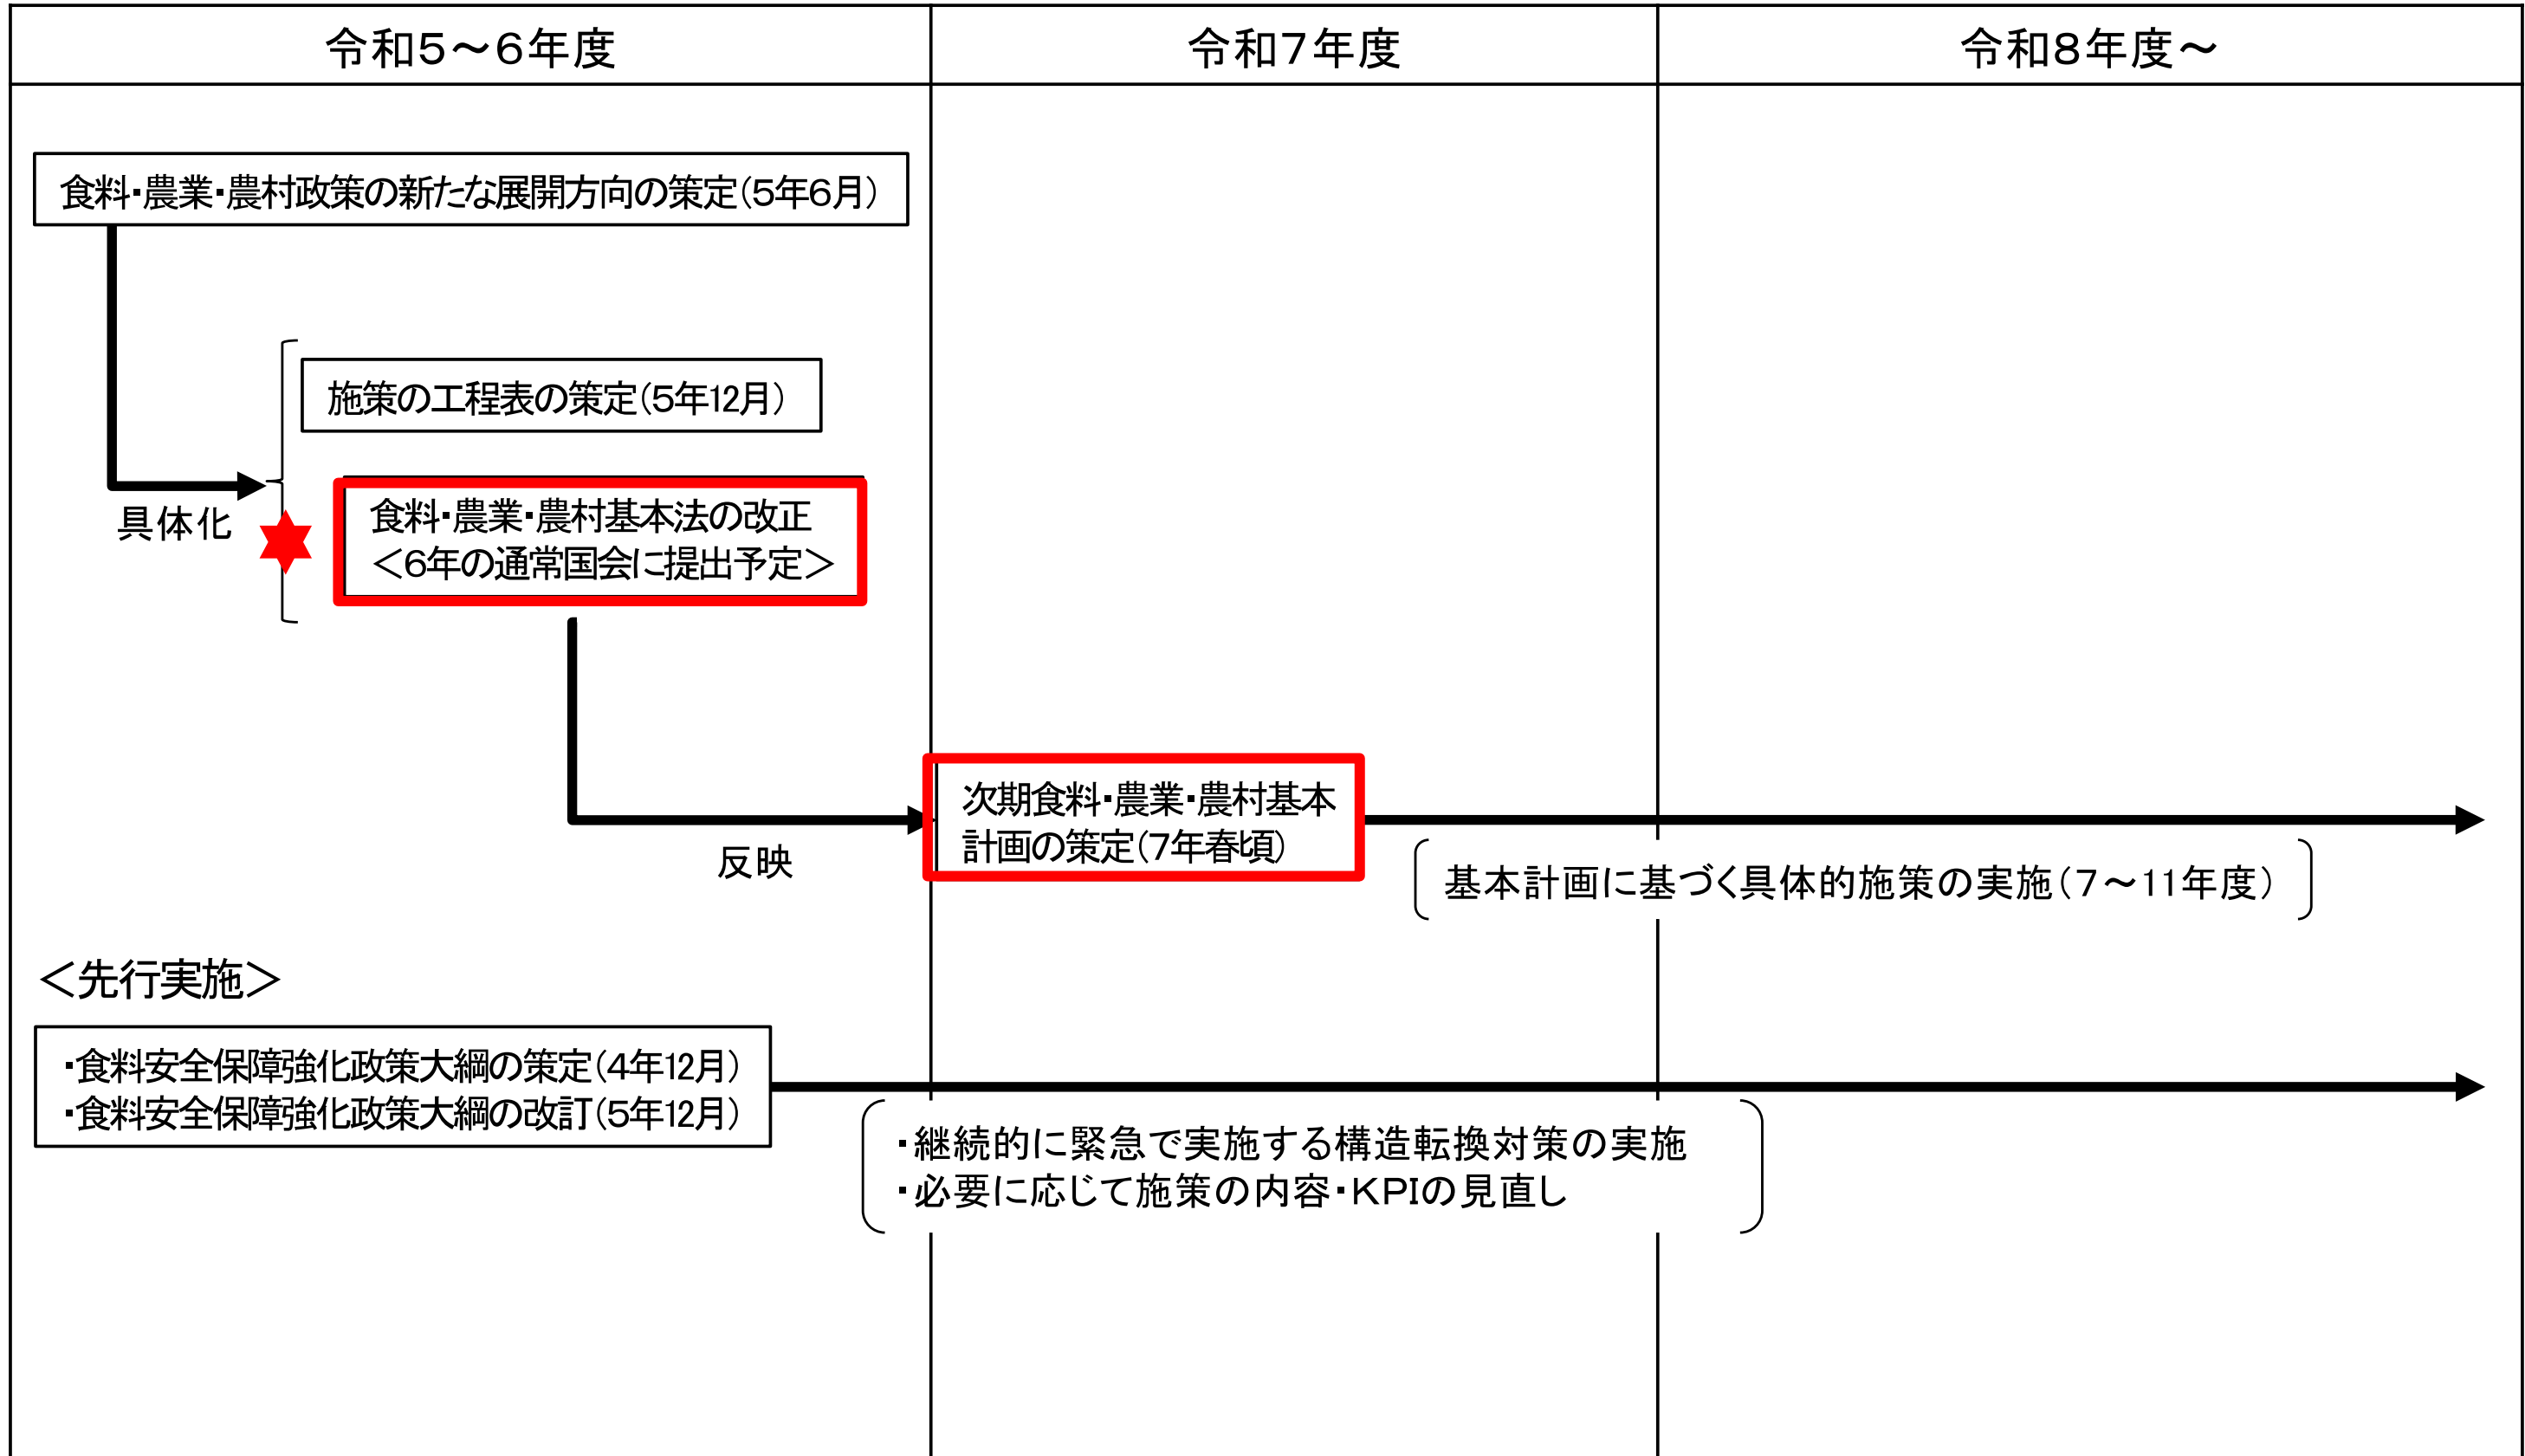 令和５～６年度
令和７年度
令和８年度～
食料・農業・農村政策の新たな展開方向の策定（５年６月）
施策の工程表の策定（５年12月）
具体化
食料・農業・農村基本法の改正
＜６年の通常国会に提出予定＞
反映
次期食料・農業・農村基本
計画の策定（７年春頃）
基本計画に基づく具体的施策の実施（７～１１年度）
＜先行実施＞
・食料安全保障強化政策大綱の策定（４年12月）
・食料安全保障強化政策大綱の改訂（５年12月）
・継続的に緊急で実施する構造転換対策の実施
・必要に応じて施策の内容・KPIの見直し